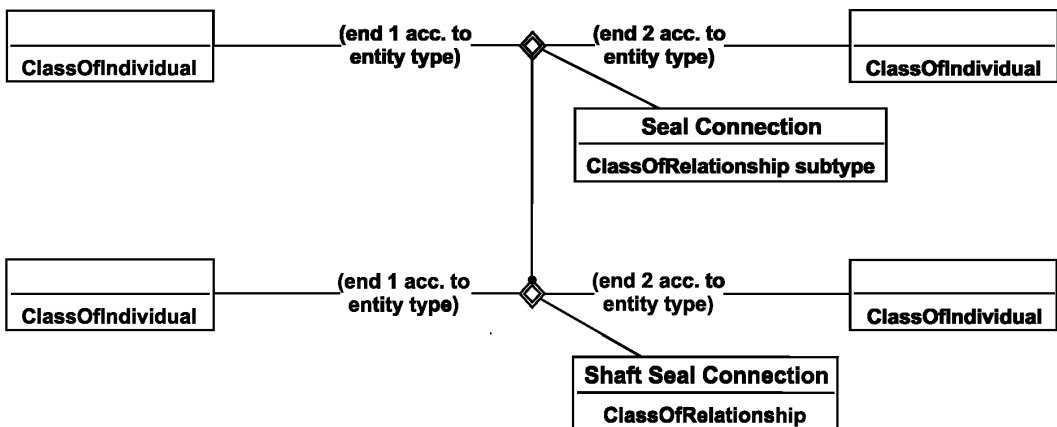 (end 1 acc. to
entity type)
(end 2 acc. to
entity type)
ClassOfIndividual
ClassOfIndividual
Seal Connection
ClassOfRelationship subtype
(end 1 acc. to
entity type)
(end 2 acc. to
entity type)
ClassOfIndividual
ClassOfIndividual
Shaft Seal Connection
ClassOfRelationship